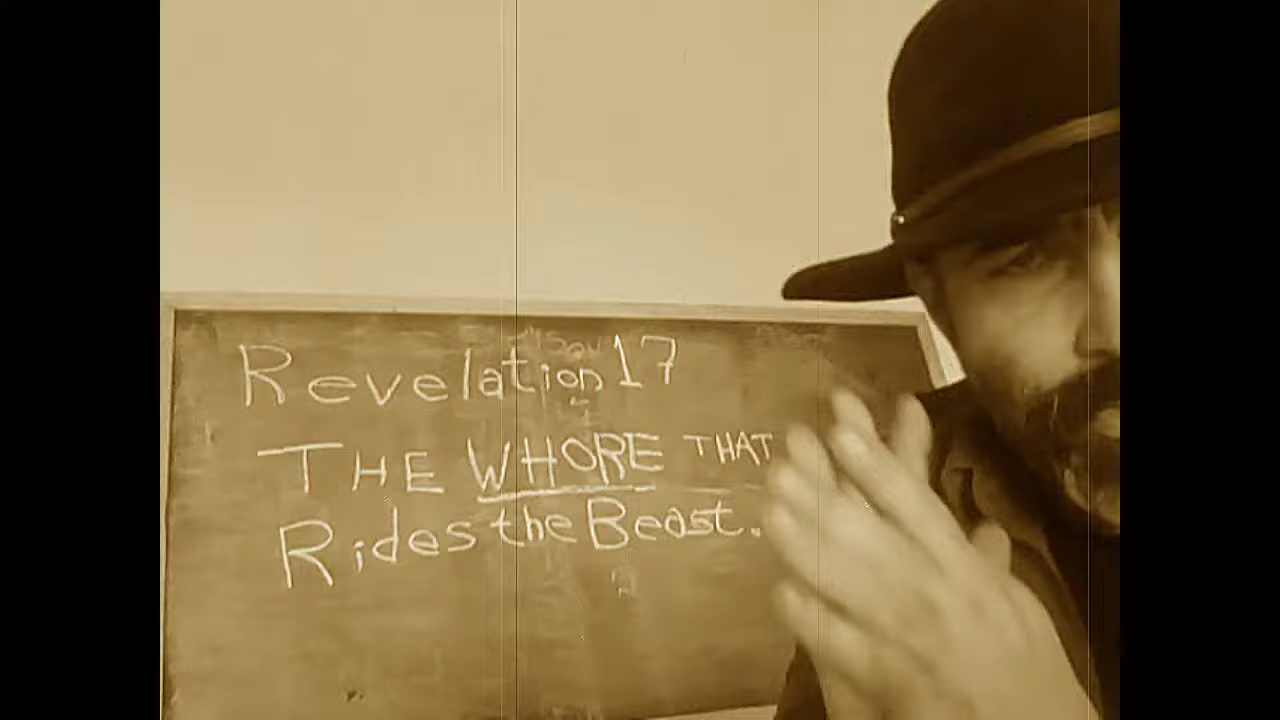 Revelation 17
THE WHORE THAT
Rides the Beast.